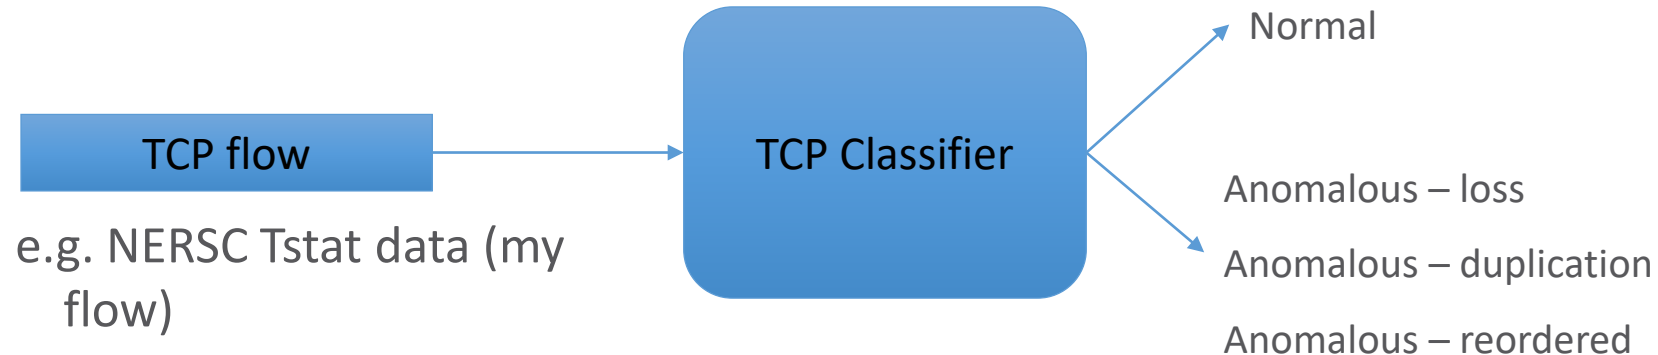 Normal
TCP flow
TCP Classifier
Anomalous – loss
e.g. NERSC Tstat data (my
flow)
Anomalous – duplication
Anomalous – reordered